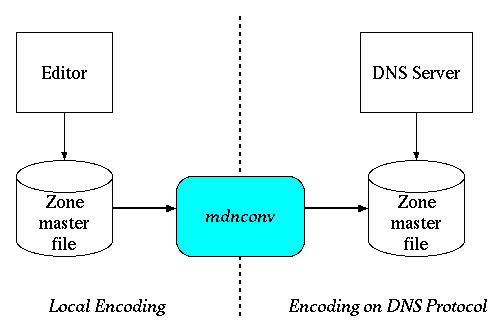 Editor
DNS Server
Zone
master
file
mdnconv
Zone
master
file
Local Encoding
Encoding on DNS Protocol